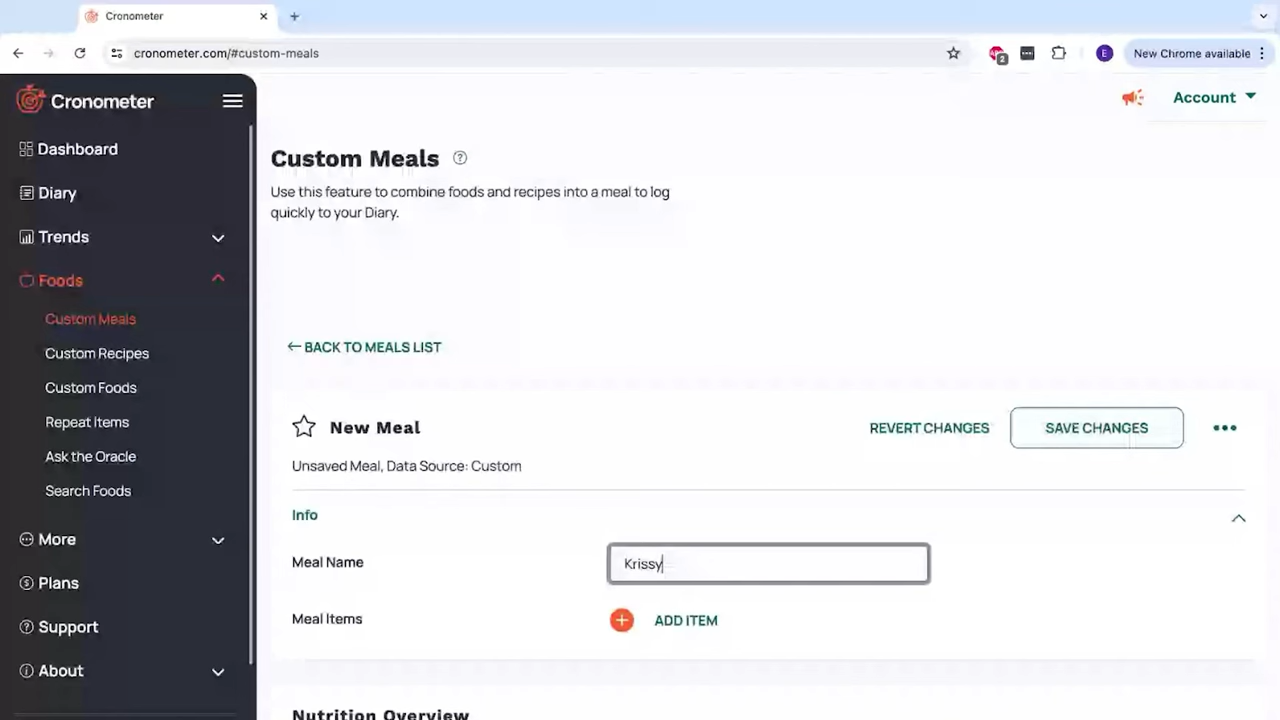 Cronometer
cronometer.com/#custom-meals
2
E
New Chrome available
Cronometer
Dashboard
Diary
Trends
Foods
Custom Meals
Custom Recipes
Custom Foods
Repeat Items
Ask the Oracle
Search Foods
More
Plans
Support
About
Account
Custom Meals
Use this feature to combine foods and recipes into a meal to log
quickly to your Diary.
BACK TO MEALS LIST
New Meal
REVERT CHANGES
SAVE CHANGES
Unsaved Meal, Data Source: Custom
Info
Meal Name
Krissy
Meal Items
ADD ITEM
Nutrition Overview